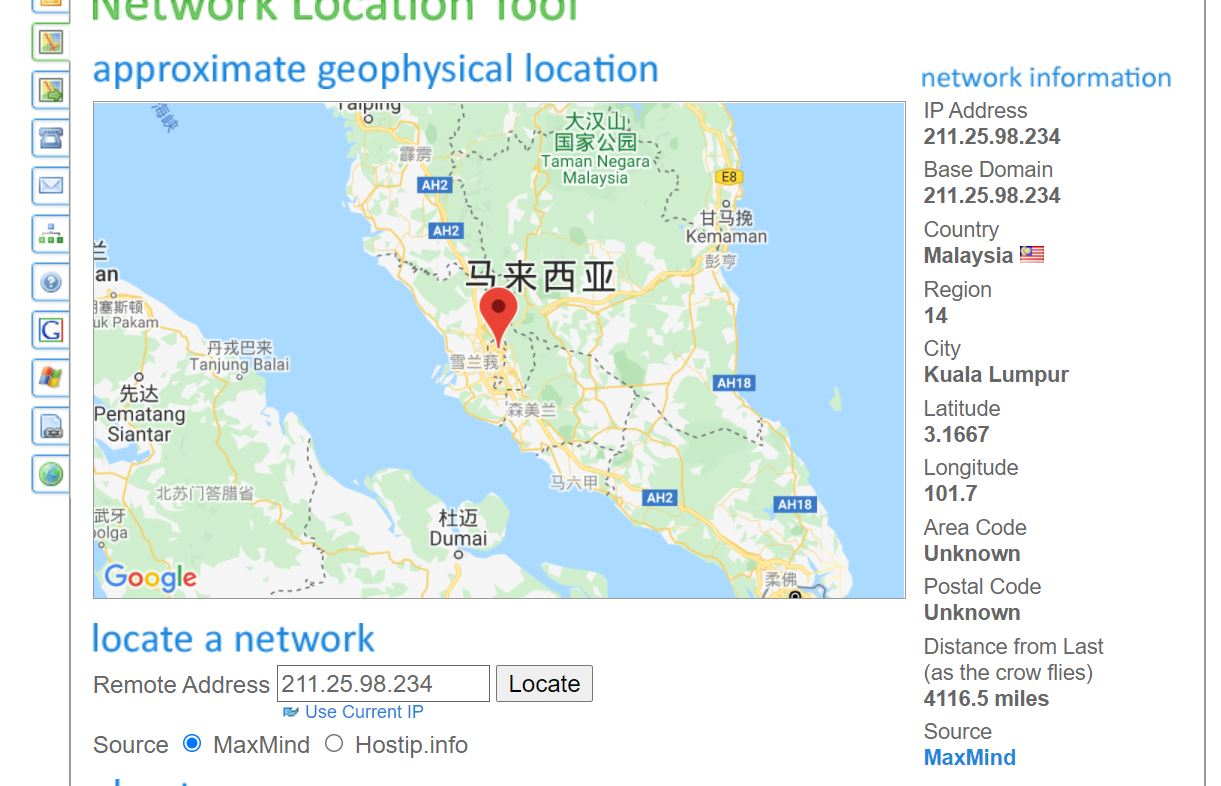 Network Location Tool
approximate geophysical location
海峡
Taiping
霹雳
AH2
AH2
大汉山
国家公园
Taman Negara
Malaysia
E8
甘马挽
Kemaman
彭亨
马来西亚
兰
an
塞斯顿
uk Pakam
丹戎巴来
Tanjung Balai
先达
Pematang
Siantar
雪兰莪
森美兰
AH18
马六甲
AH2
AH18
北苏门答腊省
武牙
olga
杜迈
Dumai
柔佛
Google
network information
IP Address
211.25.98.234
Base Domain
211.25.98.234
Country
Malaysia
Region
14
City
Kuala Lumpur
Latitude
3.1667
Longitude
101.7
Area Code
Unknown
Postal Code
Unknown
Distance from Last
(as the crow flies)
4116.5 miles
Source
MaxMind
locate a network
Remote Address 211.25.98.234 Locate
Use Current IP
Source MaxMind Hostip.info